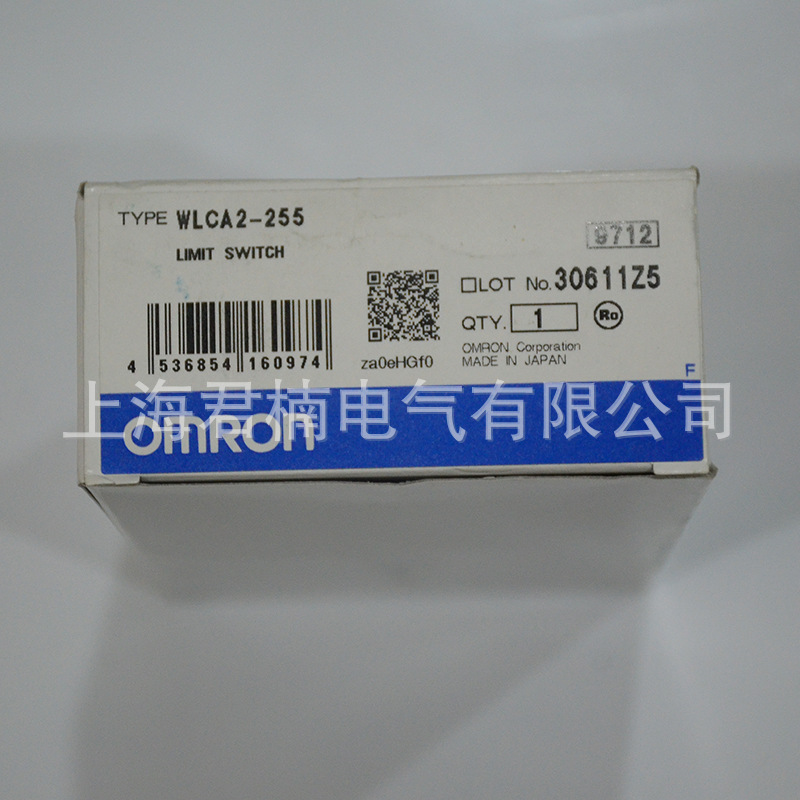 TYPE WLCA2-255
LIMIT SWITCH
9712
LOT No. 30611Z5
QTY. 1 Ro
OMRON Corporation
MADE IN JAPAN
4 536854 160974
za0eHGf0
F
上海君楠电气有限公司
OMRON